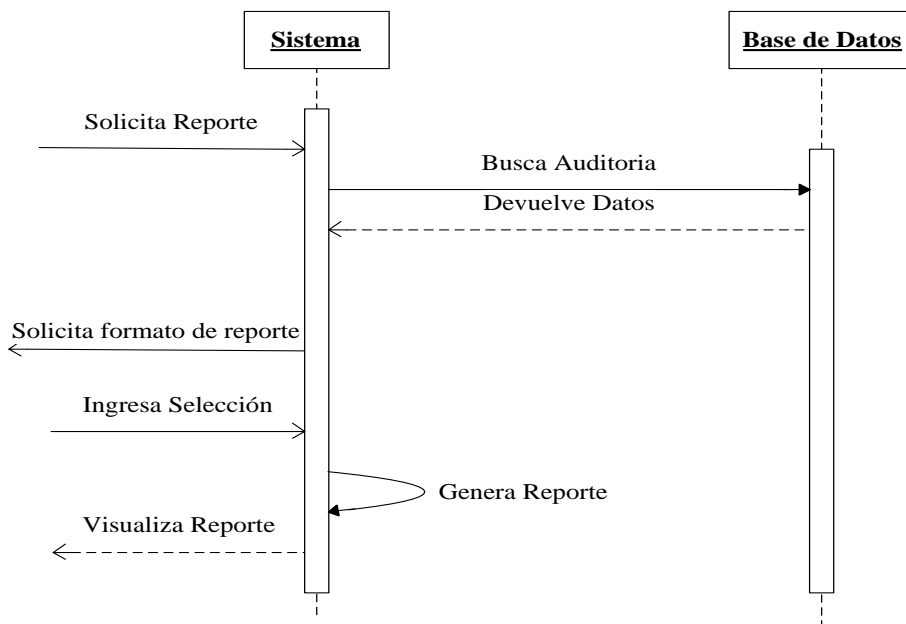 Sistema
Base de Datos
Solicita Reporte
Busca Auditoria
Devuelve Datos
Solicita formato de reporte
Ingresa Selección
Genera Reporte
Visualiza Reporte